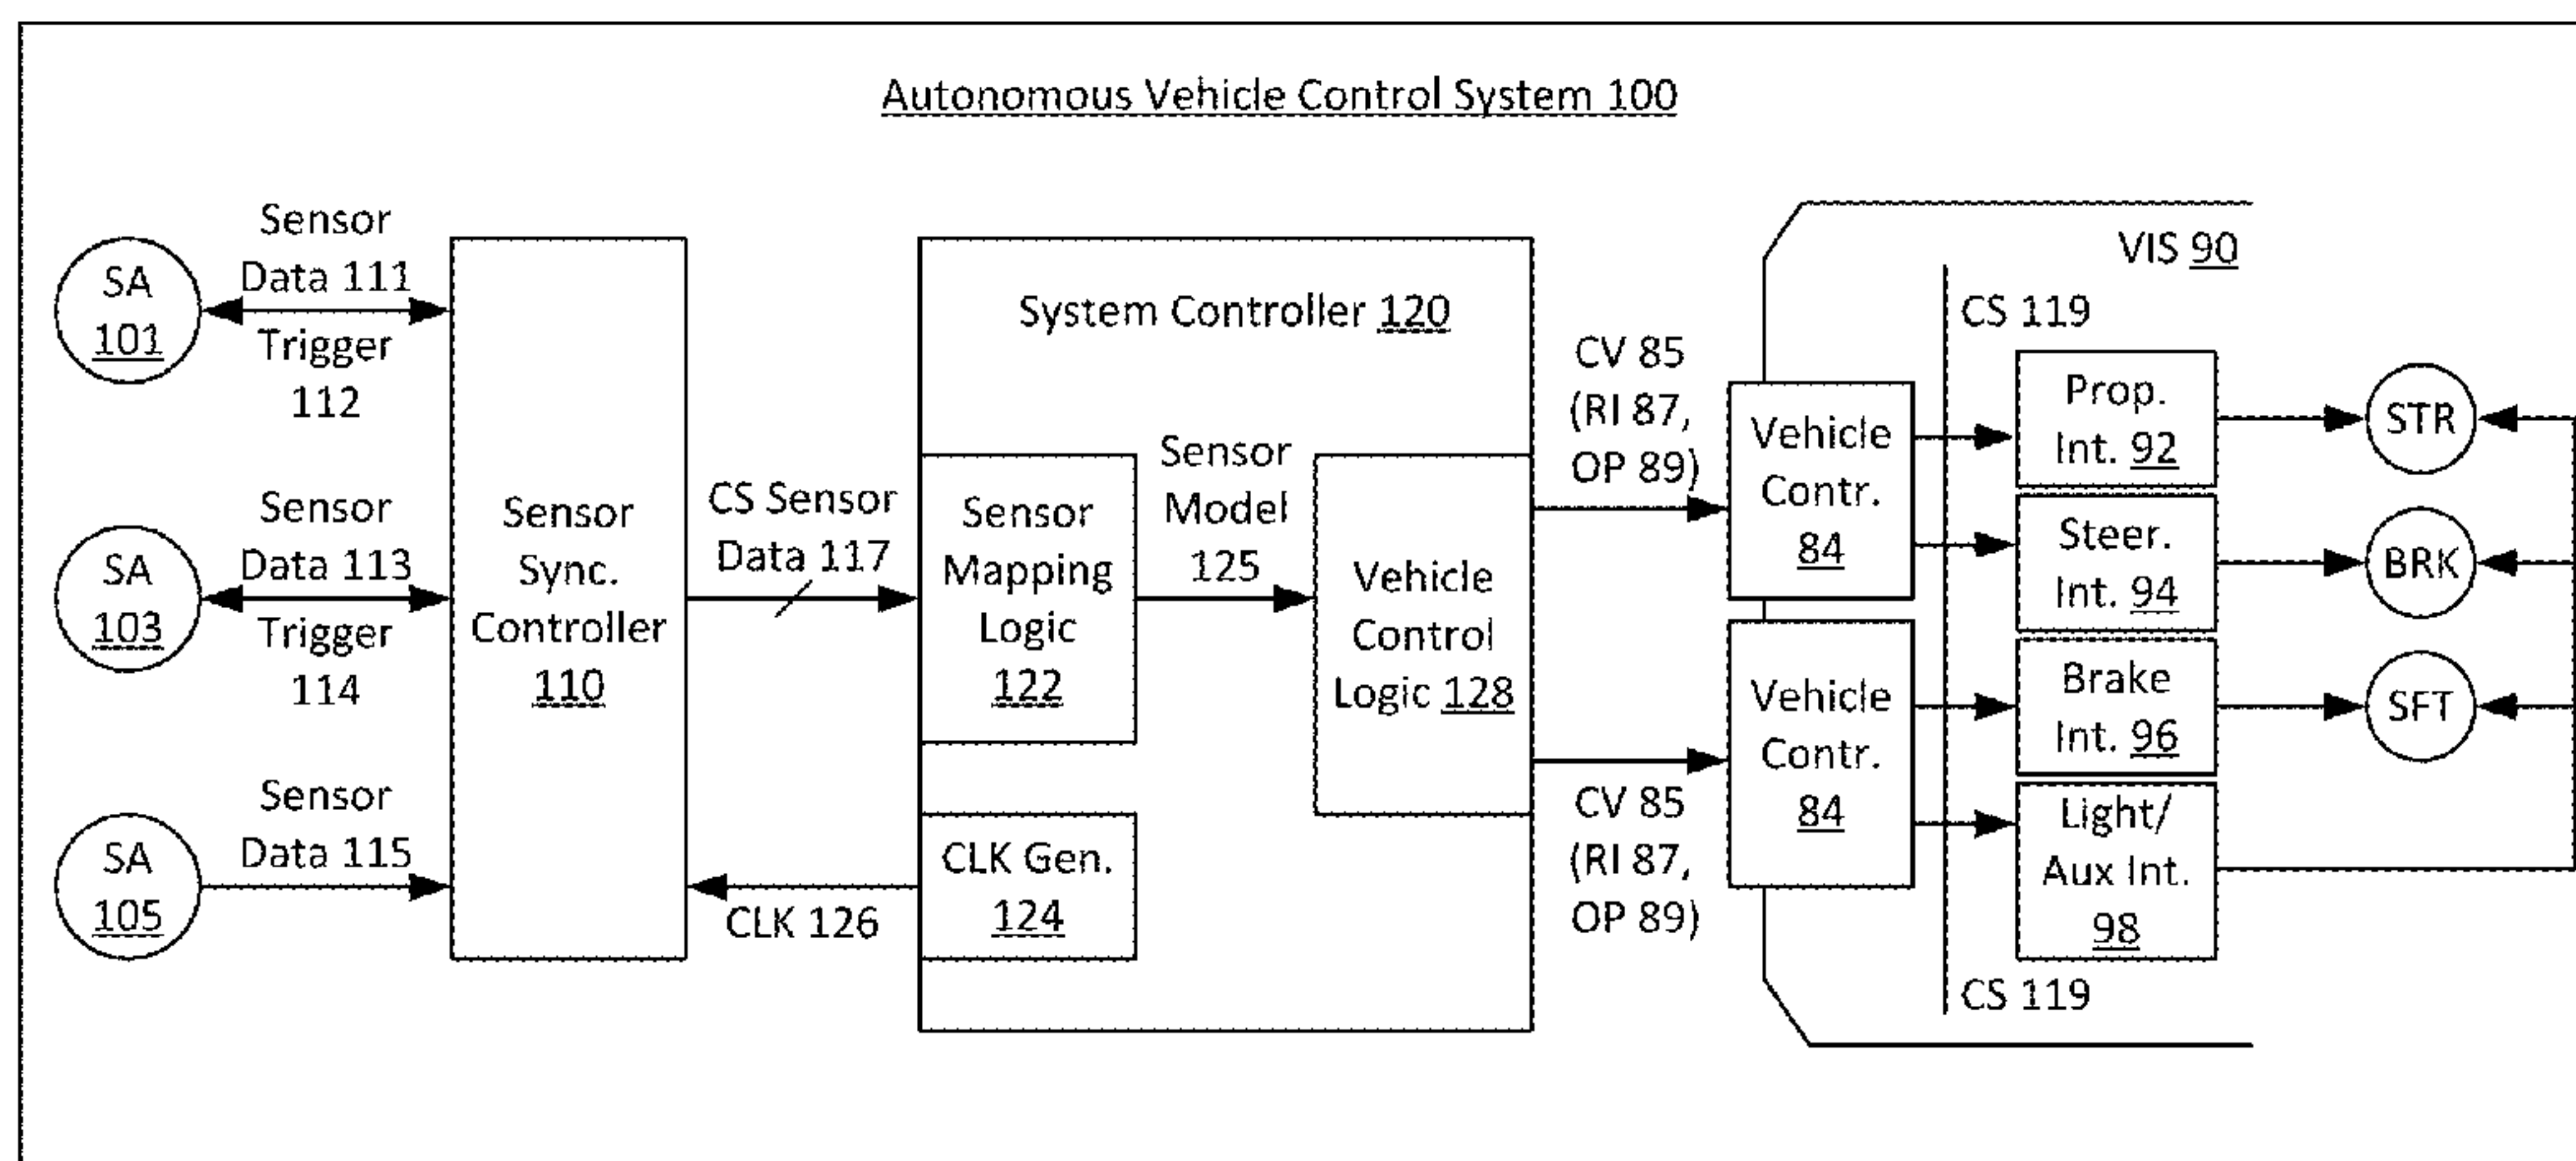 Autonomous Vehicle Control System 100
SA
101
Sensor
Data 111
Trigger
112
SA
103
Sensor
Data 113
Trigger
114
SA
105
Sensor
Data 115
Sensor
Sync.
Controller
110
CS Sensor
Data 117
CLK 126
System Controller 120
Sensor
Mapping
Logic
122
Sensor
Model
125
CLK Gen.
124
Vehicle
Control
Logic 128
CV 85
(RI 87,
OP 89)
CV 85
(RI 87,
OP 89)
VIS 90
Vehicle
Contr.
84
Vehicle
Contr.
84
CS 119
Prop.
Int. 92
Steer.
Int. 94
Brake
Int. 96
Light/
Aux Int.
98
CS 119
STR
BRK
SFT